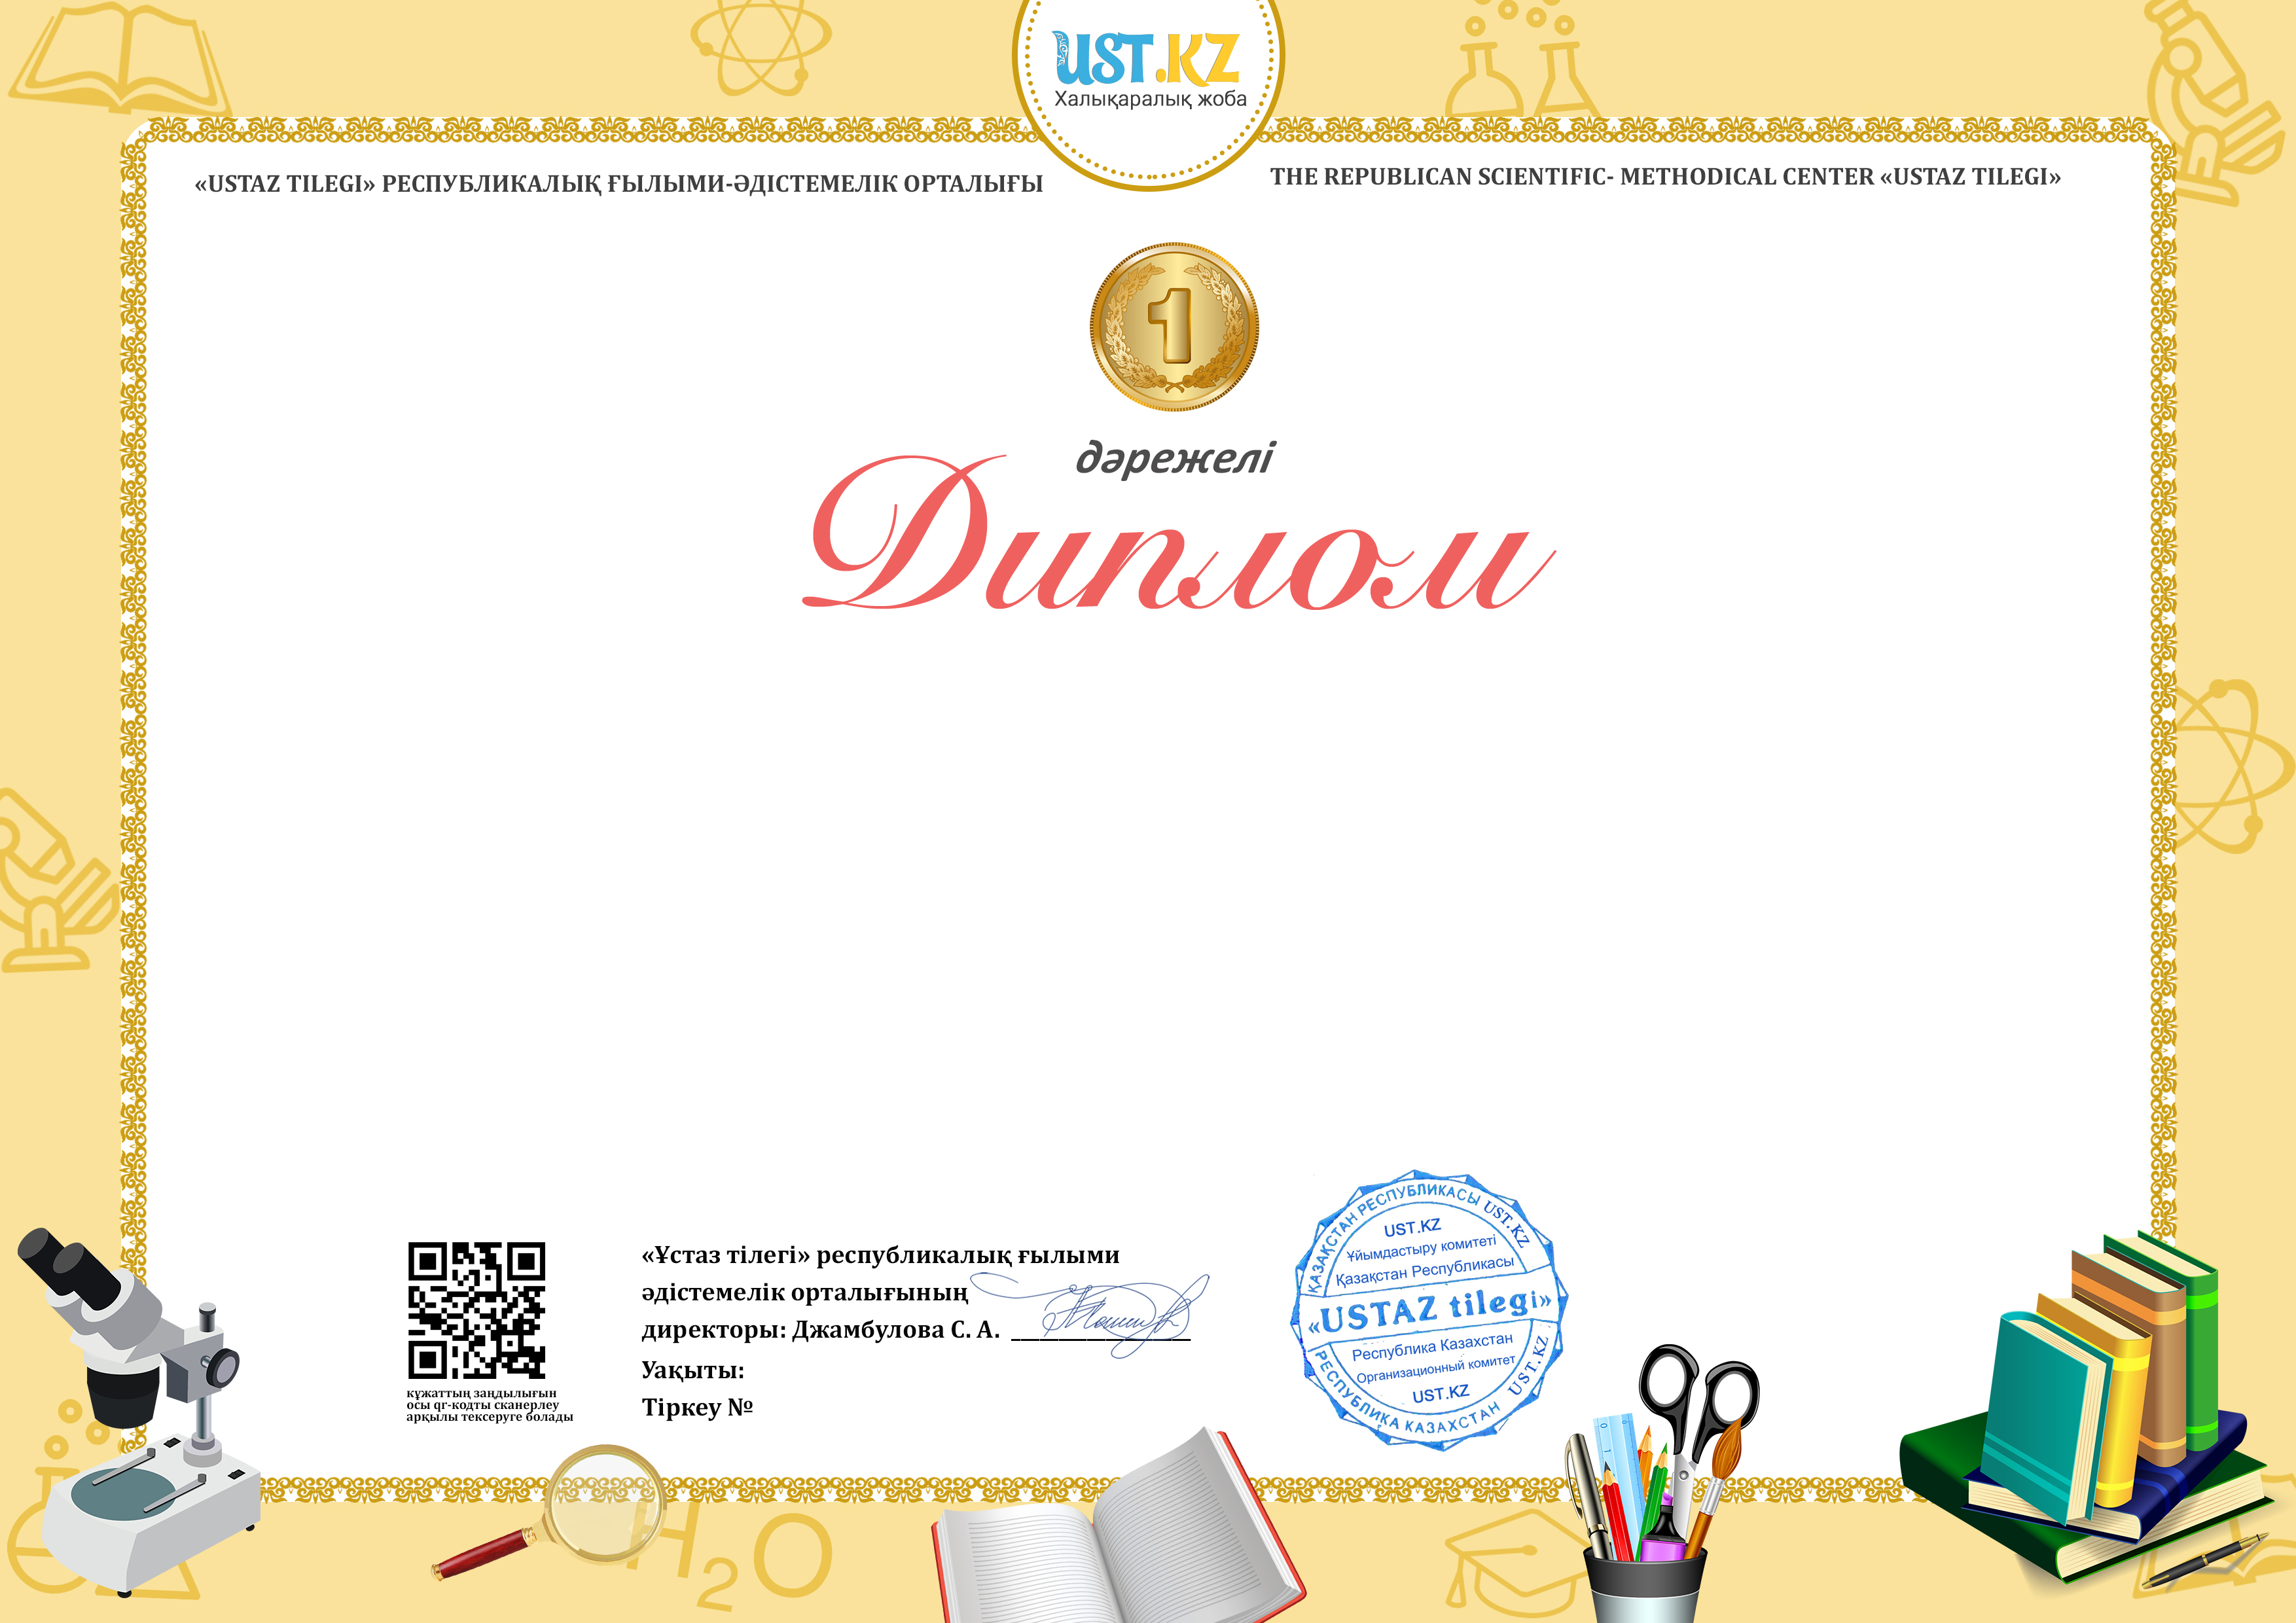 UST.KZ
Халықаралық жоба
«USTAZ TILEGI» РЕСПУБЛИКАЛЫҚ ҒЫЛЫМИ-ӘДІСТЕМЕЛІК ОРТАЛЫҒЫ
THE REPUBLICAN SCIENTIFIC- METHODICAL CENTER «USTAZ TILEGI»
1
дәрежелі
Диплом
«Ұстаз тілегі» республикалық ғылыми
әдістемелік орталығының
директоры: Джамбулова С. А.
Уақыты:
Тіркеу №
құжаттың заңдылығын
осы qr-кодты сканерлеу
арқылы тексеруге болады
ҚАЗАҚСТАН РЕСПУБЛИКАСЫ UST.KZ
UST.KZ
Ұйымдастыру комитеті
Қазақстан Республикасы
«USTAZ tilegi»
Республика Казахстан
Организационный комитет
UST.KZ
РЕСПУБЛИКА КАЗАХСТАН UST.KZ
H₂O